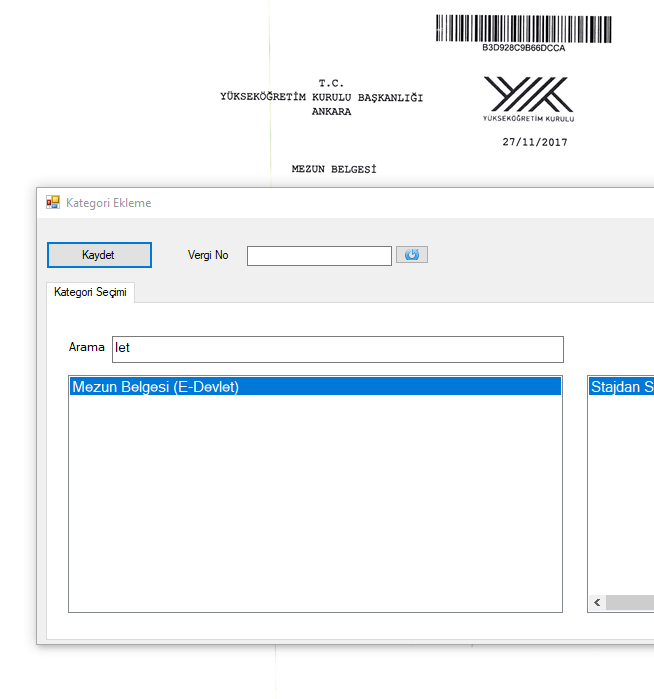 B3D928C9B66DCCA
T.C.
YÜKSEKÖĞRETİM KURULU BAŞKANLIĞI
ANKARA
YÜKSEKÖĞRETİM KURULU
27/11/2017
MEZUN BELGESİ
Kategori Ekleme
Kaydet
Vergi No
Kategori Seçimi
Arama
let
Mezun Belgesi (E-Devlet)
Stajdan S